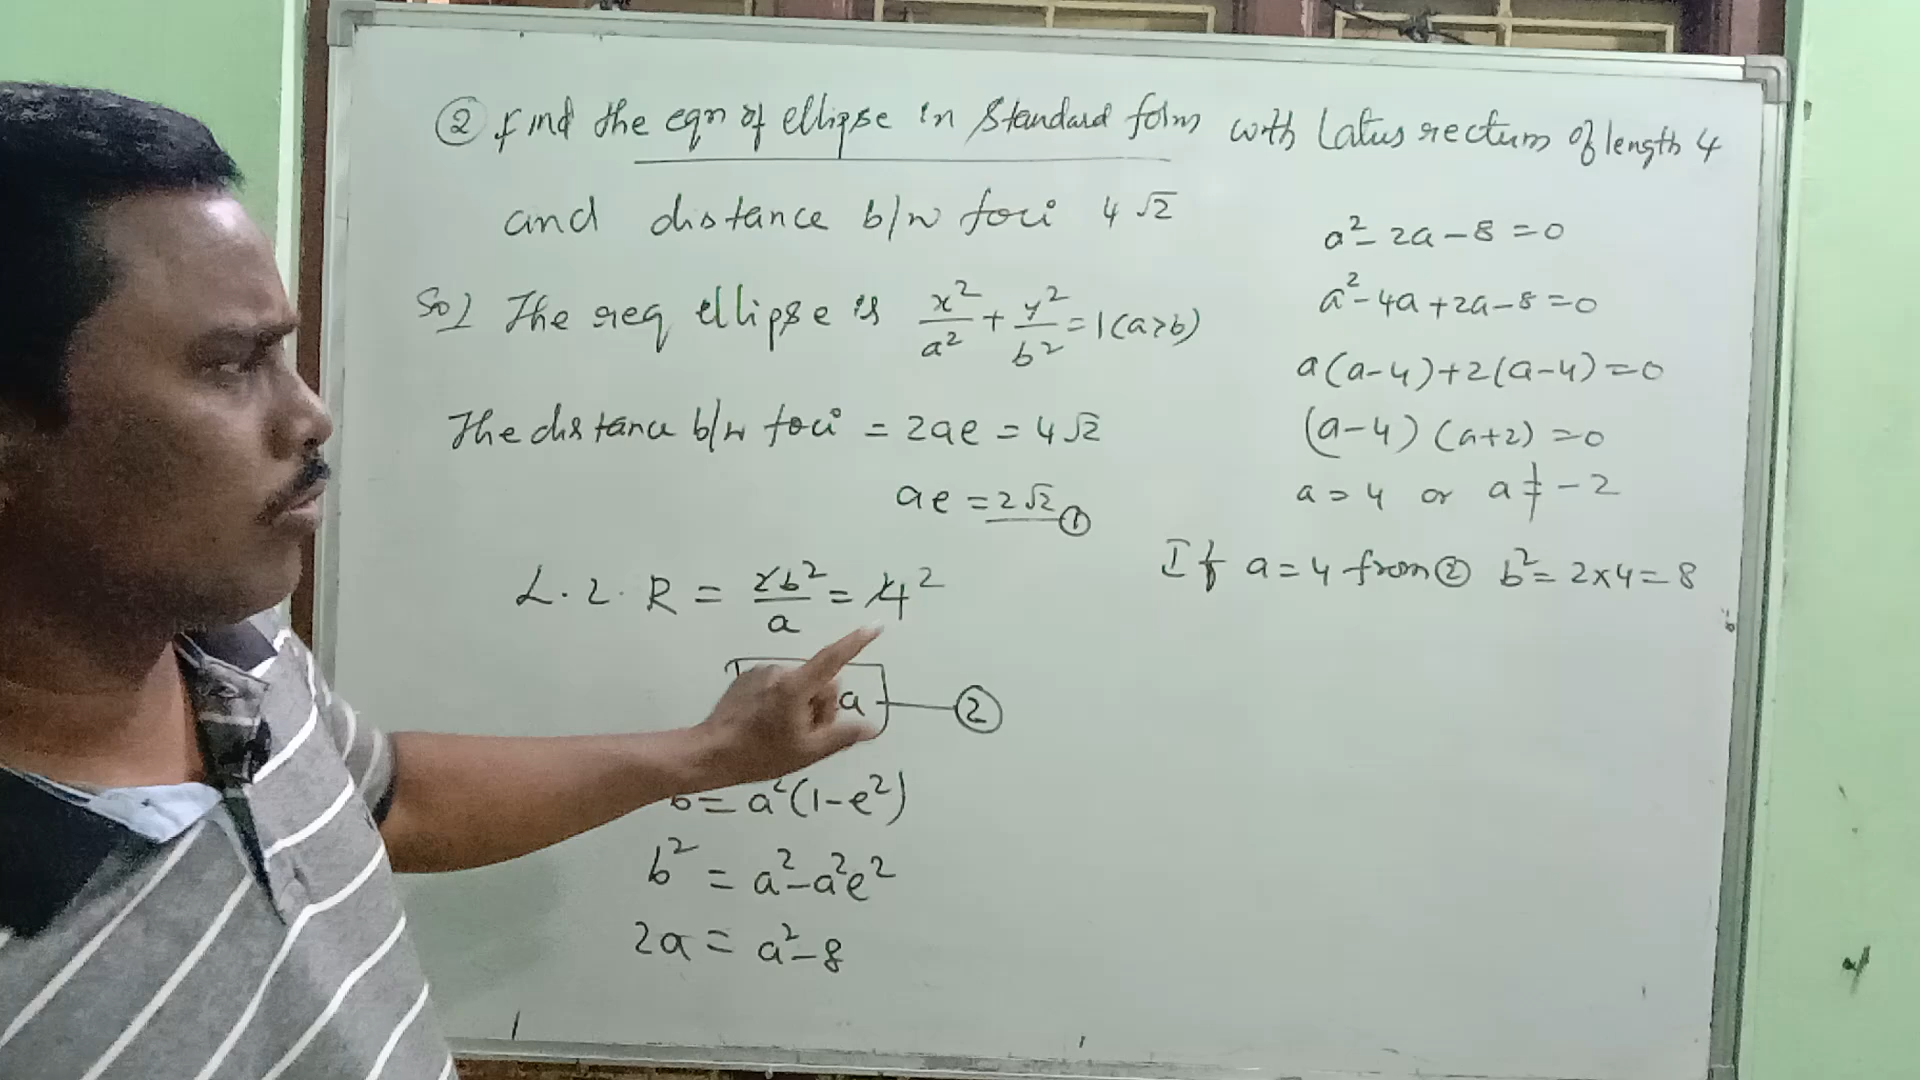 ② Find the eqn of ellipse in standard form with Latus rectum of length 4
and distance b/w foci 4√2
Sol The req ellipse is x²/a² + y²/b² = 1 (a>b)
The distance b/w foci = 2ae = 4√2
ae = 2√2 ①
L.L.R = 2b²/a = 4 2
a ②
b = a²(1-e²)
b² = a²-a²e²
2a = a²-8
a²-2a-8=0
a²-4a+2a-8=0
a(a-4)+2(a-4)=0
(a-4)(a+2)=0
a=4 or a≠-2
If a=4 from ② b²=2×4=8